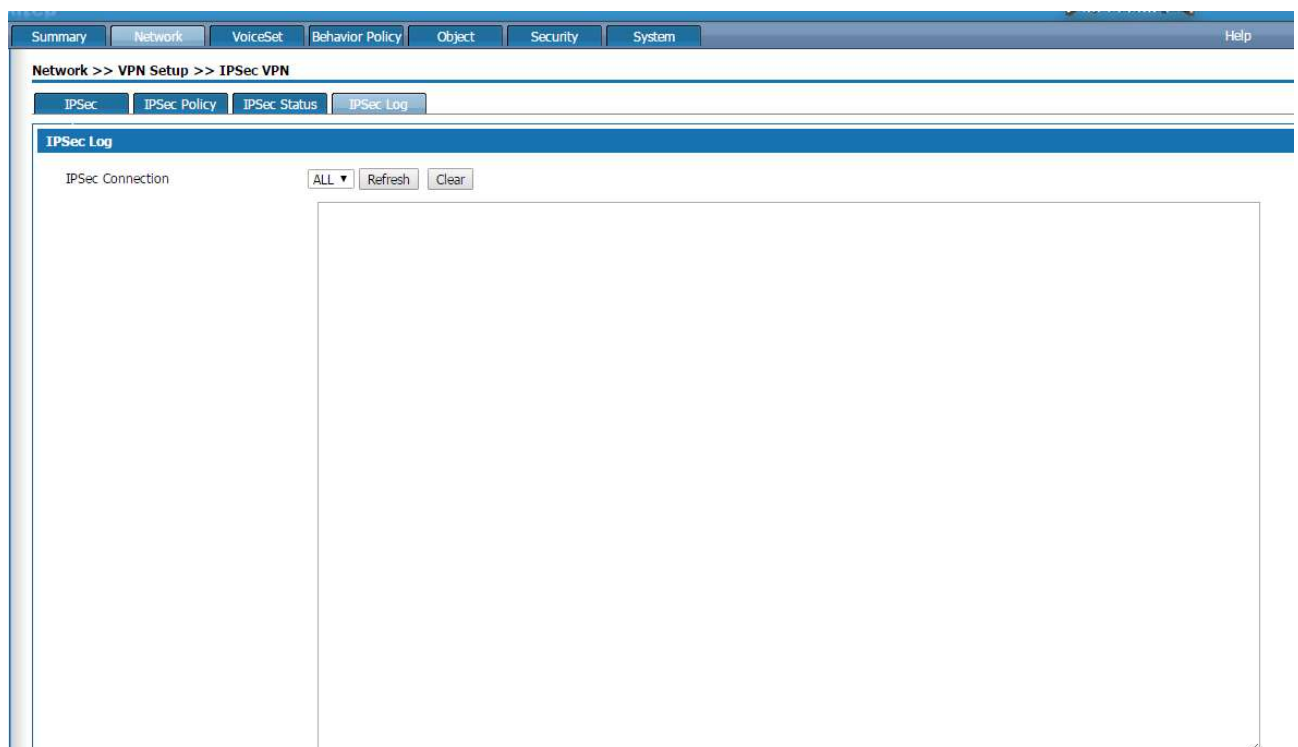 Summary Network VoiceSet Behavior Policy Object Security System Help
Network >> VPN Setup >> IPSec VPN
IPSec IPSec Policy IPSec Status IPSec Log
IPSec Log
IPSec Connection ALL Refresh Clear